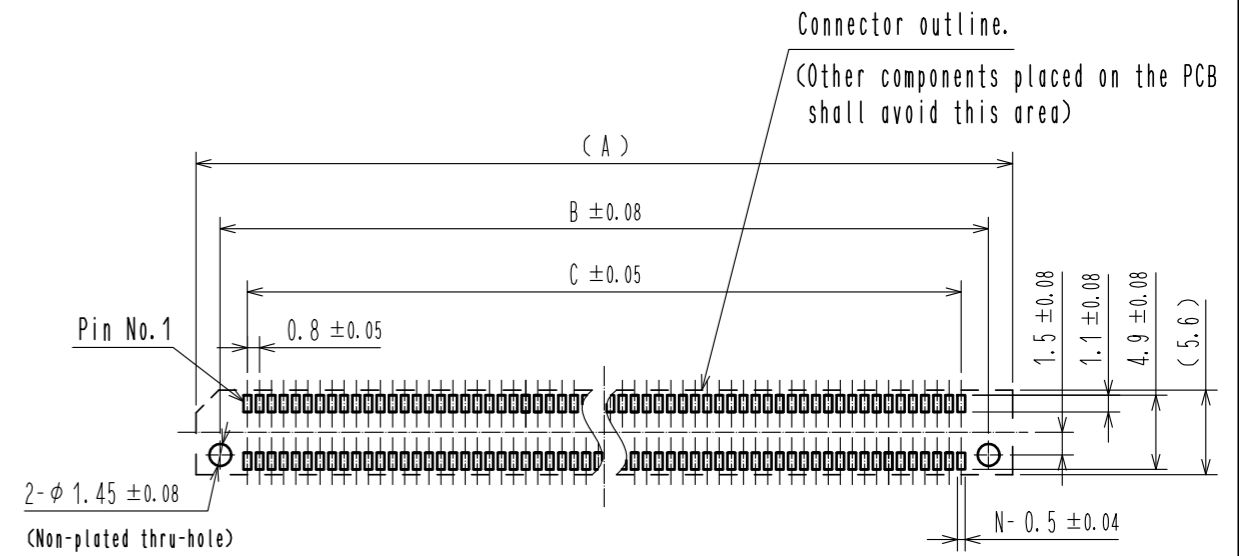 Connector outline.
(Other components placed on the PCB
shall avoid this area)
(A)
B ±0.08
C ±0.05
Pin No.1
0.8 ±0.05
1.5 ±0.08
1.1 ±0.08
4.9 ±0.08
(5.6)
2-φ 1.45 ±0.08
(Non-plated thru-hole)
N- 0.5 ±0.04